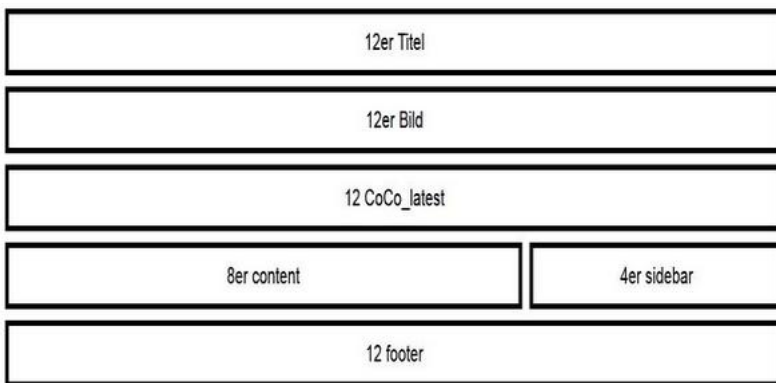 12er Titel
12er Bild
12 CoCo_latest
8er content
4er sidebar
12 footer